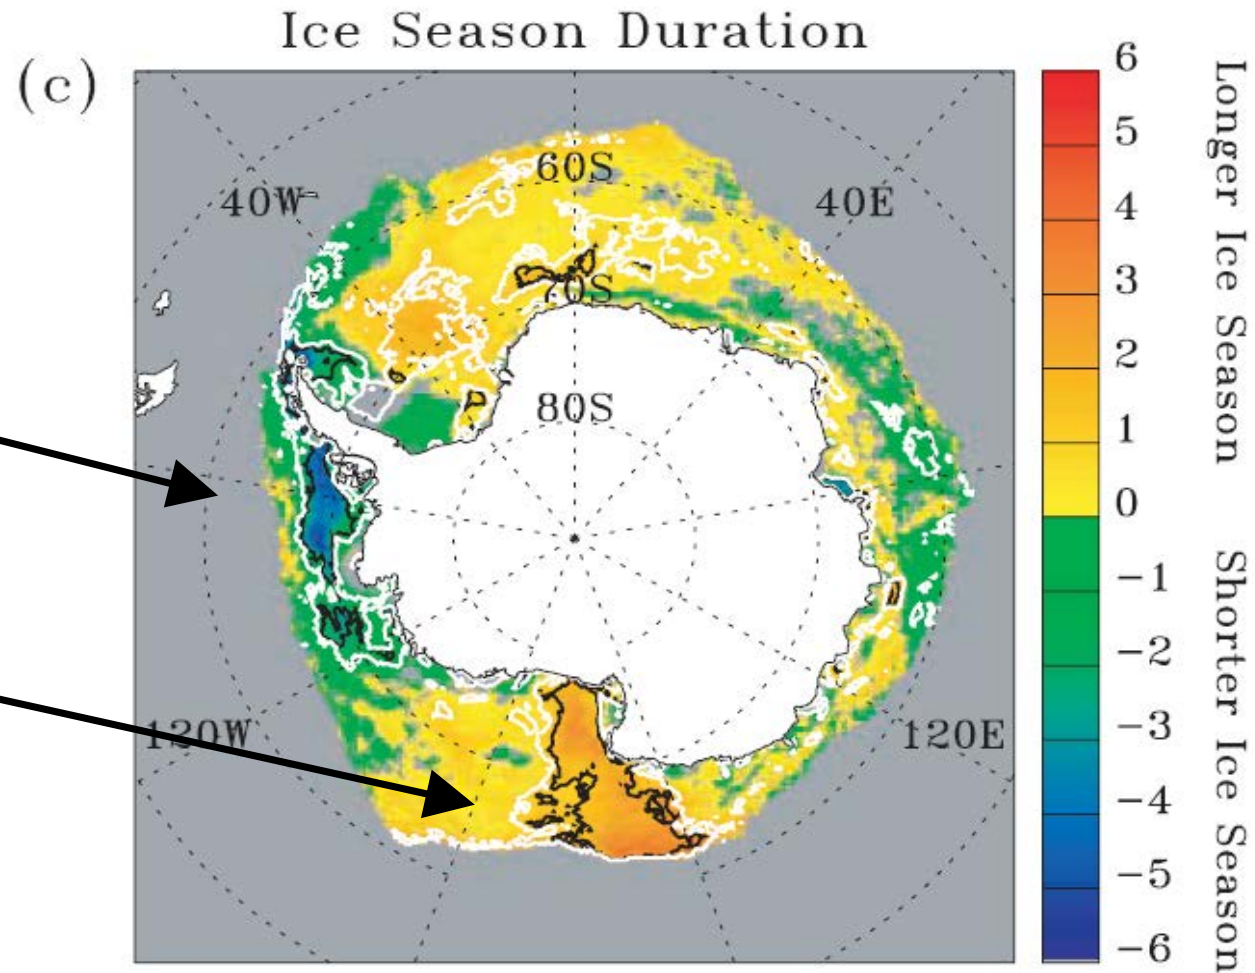 Ice Season Duration
(c)
60S
40W
40E
70S
80S
120W
120E
6
5
4
3
2
1
0
−1
−2
−3
−4
−5
−6
Longer Ice Season
Shorter Ice Season